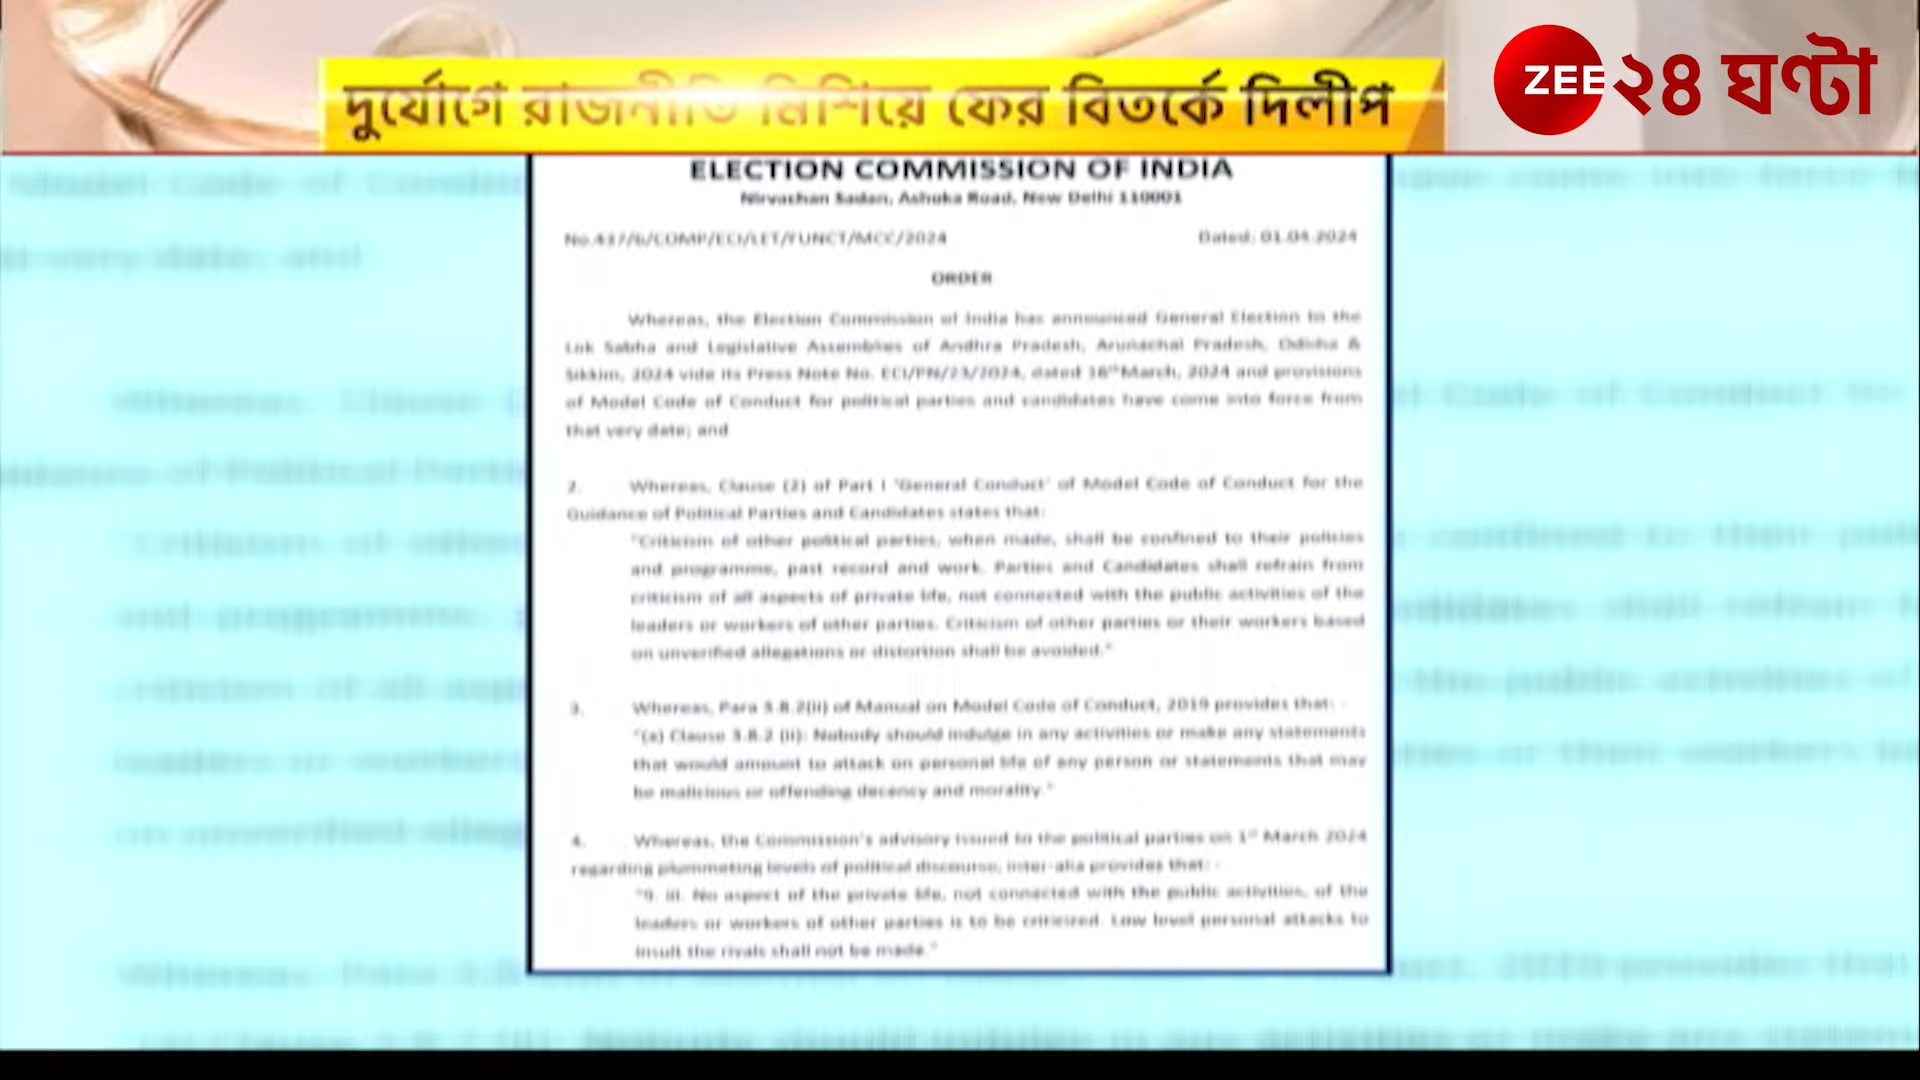 দুর্যোগে রাজনীতি মিশিয়ে ফের বিতর্কে দিলীপ
ZEE ২৪ ঘণ্টা
ELECTION COMMISSION OF INDIA
Nirvachan Sadan, Ashoka Road, New Delhi 110001
No.437/6/COMP/ECI/LET/FUNCT/MCC/2024 Dated: 01.04.2024
ORDER
Whereas, the Election Commission of India has announced General Election to the
Lok Sabha and Legislative Assemblies of Andhra Pradesh, Arunachal Pradesh, Odisha &
Sikkim, 2024 vide its Press Note No. ECI/PN/23/2024, dated 16th March, 2024 and provisions
of Model Code of Conduct for political parties and candidates have come into force from
that very date; and
2. Whereas, Clause (2) of Part I 'General Conduct' of Model Code of Conduct for the
Guidance of Political Parties and Candidates states that:
"Criticism of other political parties, when made, shall be confined to their policies
and programme, past record and work. Parties and Candidates shall refrain from
criticism of all aspects of private life, not connected with the public activities of the
leaders or workers of other parties. Criticism of other parties or their workers based
on unverified allegations or distortion shall be avoided."
3. Whereas, Para 3.8.2(ii) of Manual on Model Code of Conduct, 2019 provides that: -
"(a) Clause 3.8.2 (ii): Nobody should indulge in any activities or make any statements
that would amount to attack on personal life of any person or statements that may
be malicious or offending decency and morality."
4. Whereas, the Commission's advisory issued to the political parties on 1st March 2024
regarding plummeting levels of political discourse, inter-alia provides that: -
"9. iii. No aspect of the private life, not connected with the public activities, of the
leaders or workers of other parties is to be criticized. Low level personal attacks to
insult the rivals shall not be made."